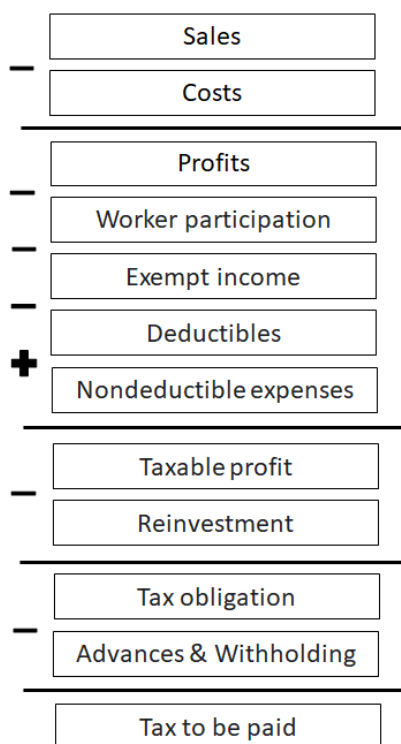 Sales
Costs
Profits
Worker participation
Exempt income
Deductibles
Nondeductible expenses
Taxable profit
Reinvestment
Tax obligation
Advances & Withholding
Tax to be paid